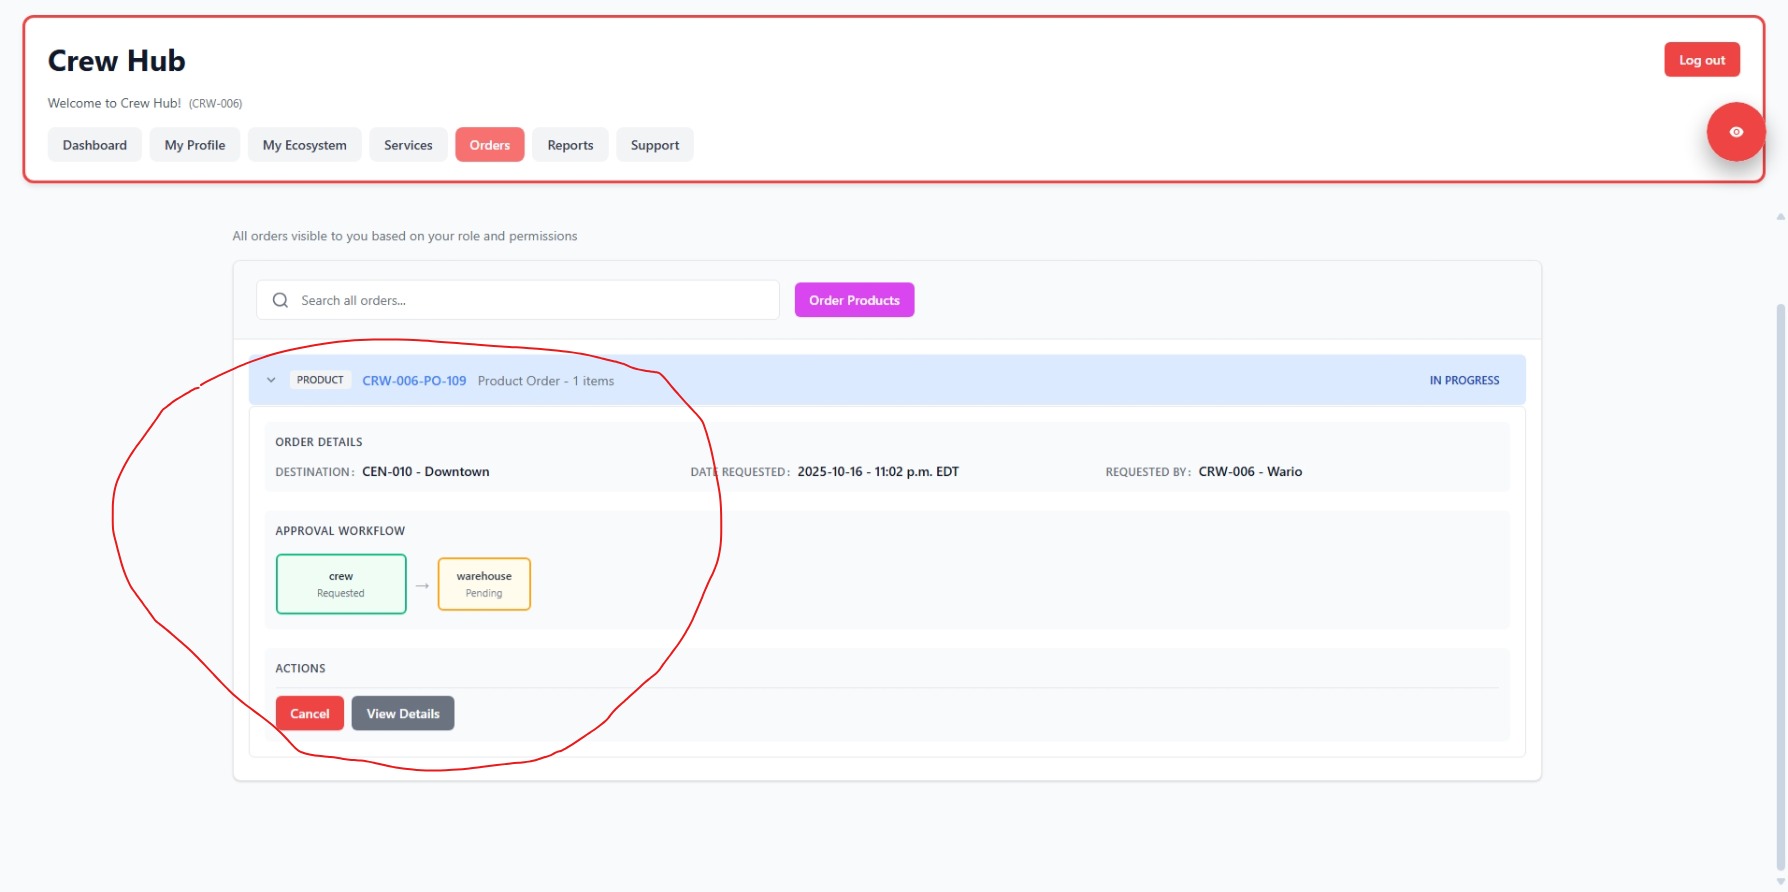 Crew Hub
Log out
Welcome to Crew Hub! (CRW-006)
Dashboard My Profile My Ecosystem Services Orders Reports Support
All orders visible to you based on your role and permissions
Search all orders... Order Products
PRODUCT CRW-006-PO-109 Product Order - 1 items IN PROGRESS
ORDER DETAILS
DESTINATION: CEN-010 - Downtown DATE REQUESTED: 2025-10-16 - 11:02 p.m. EDT REQUESTED BY: CRW-006 - Wario
APPROVAL WORKFLOW
crew → warehouse
Requested Pending
ACTIONS
Cancel View Details